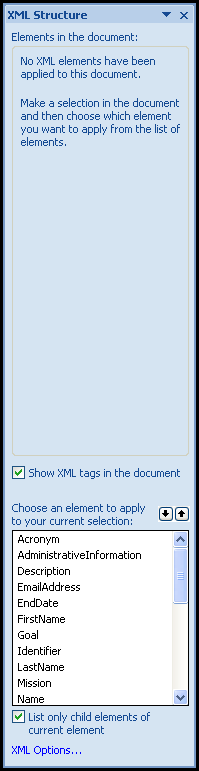 XML Structure
Elements in the document:
No XML elements have been
applied to this document.
Make a selection in the document
and then choose which element
you want to apply from the list of
elements.
Show XML tags in the document
Choose an element to apply
to your current selection:
Acronym
AdministrativeInformation
Description
EmailAddress
EndDate
FirstName
Goal
Identifier
LastName
Mission
Name
List only child elements of
current element
XML Options...